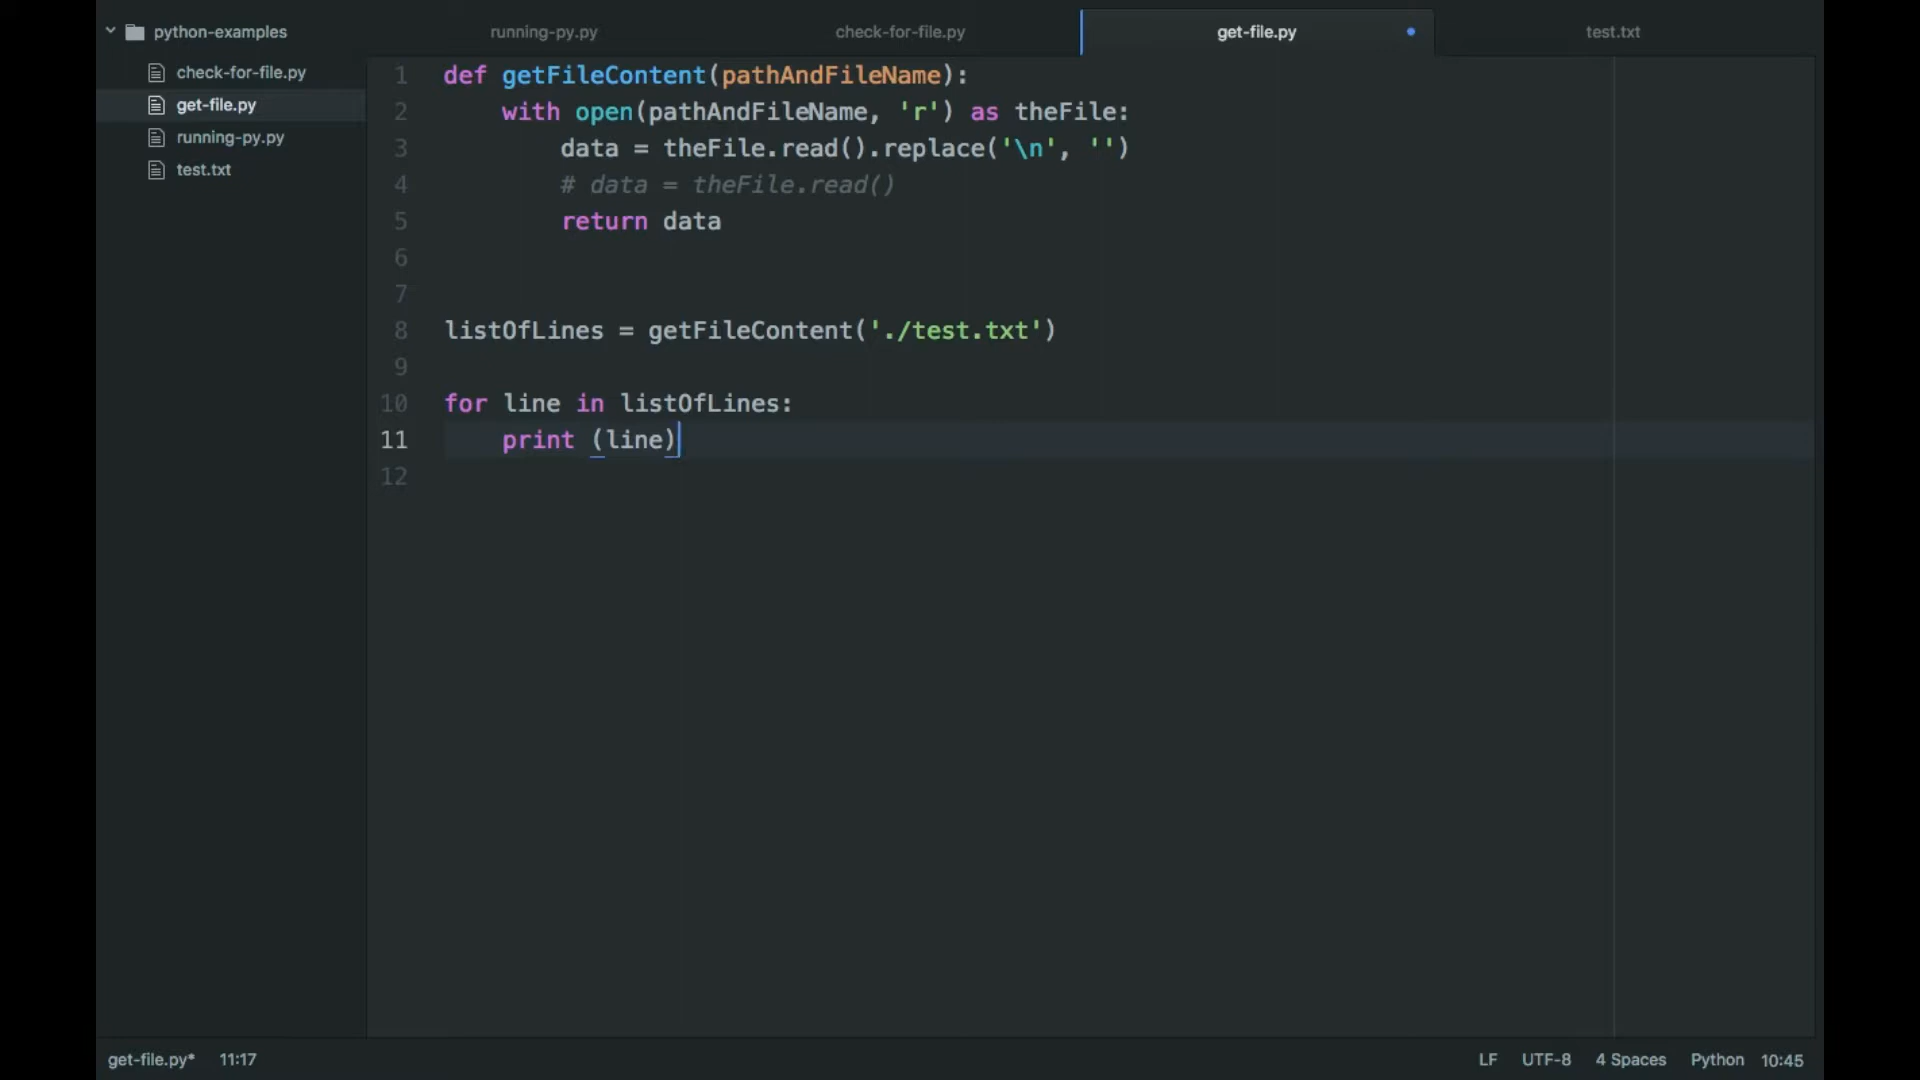 python-examples
check-for-file.py
get-file.py
running-py.py
test.txt
running-py.py
check-for-file.py
get-file.py
test.txt
1 def getFileContent(pathAndFileName):
2 with open(pathAndFileName, 'r') as theFile:
3 data = theFile.read().replace('\n', '')
4 # data = theFile.read()
5 return data
6
7
8 listOfLines = getFileContent('./test.txt')
9
10 for line in listOfLines:
11 print (line)
12
get-file.py* 11:17
LF UTF-8 4 Spaces Python 10:45